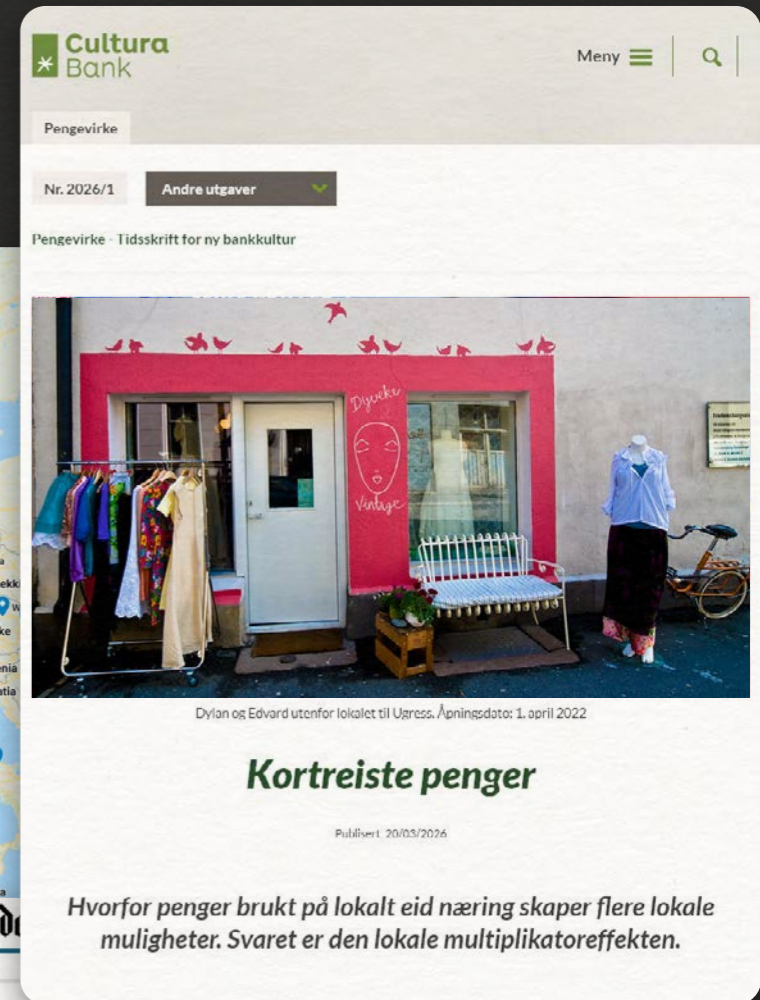 Cultura
Bank
Meny
Pengevirke
Nr. 2026/1
Andre utgaver
Pengevirke - Tidsskrift for ny bankkultur
Dyveke
Vintage
Dylan og Edvard utenfor lokalet til Ugress. Åpningsdato: 1. april 2022
Kortreiste penger
Publisert 20/03/2026
Hvorfor penger brukt på lokalt eid næring skaper flere lokale
muligheter. Svaret er den lokale multiplikatoreffekten.